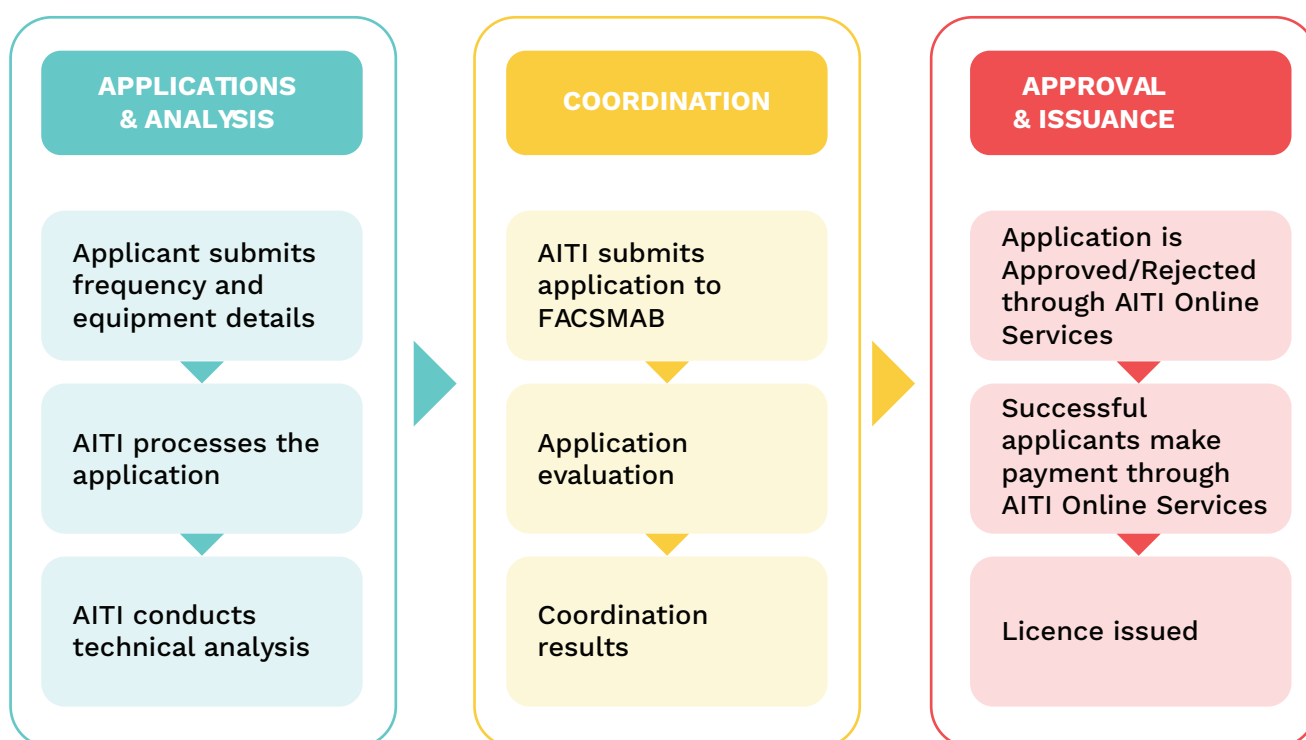 APPLICATIONS
& ANALYSIS
Applicant submits
frequency and
equipment details
AITI processes the
application
AITI conducts
technical analysis
COORDINATION
AITI submits
application to
FACSMAB
Application
evaluation
Coordination
results
APPROVAL
& ISSUANCE
Application is
Approved/Rejected
through AITI Online
Services
Successful
applicants make
payment through
AITI Online Services
Licence issued